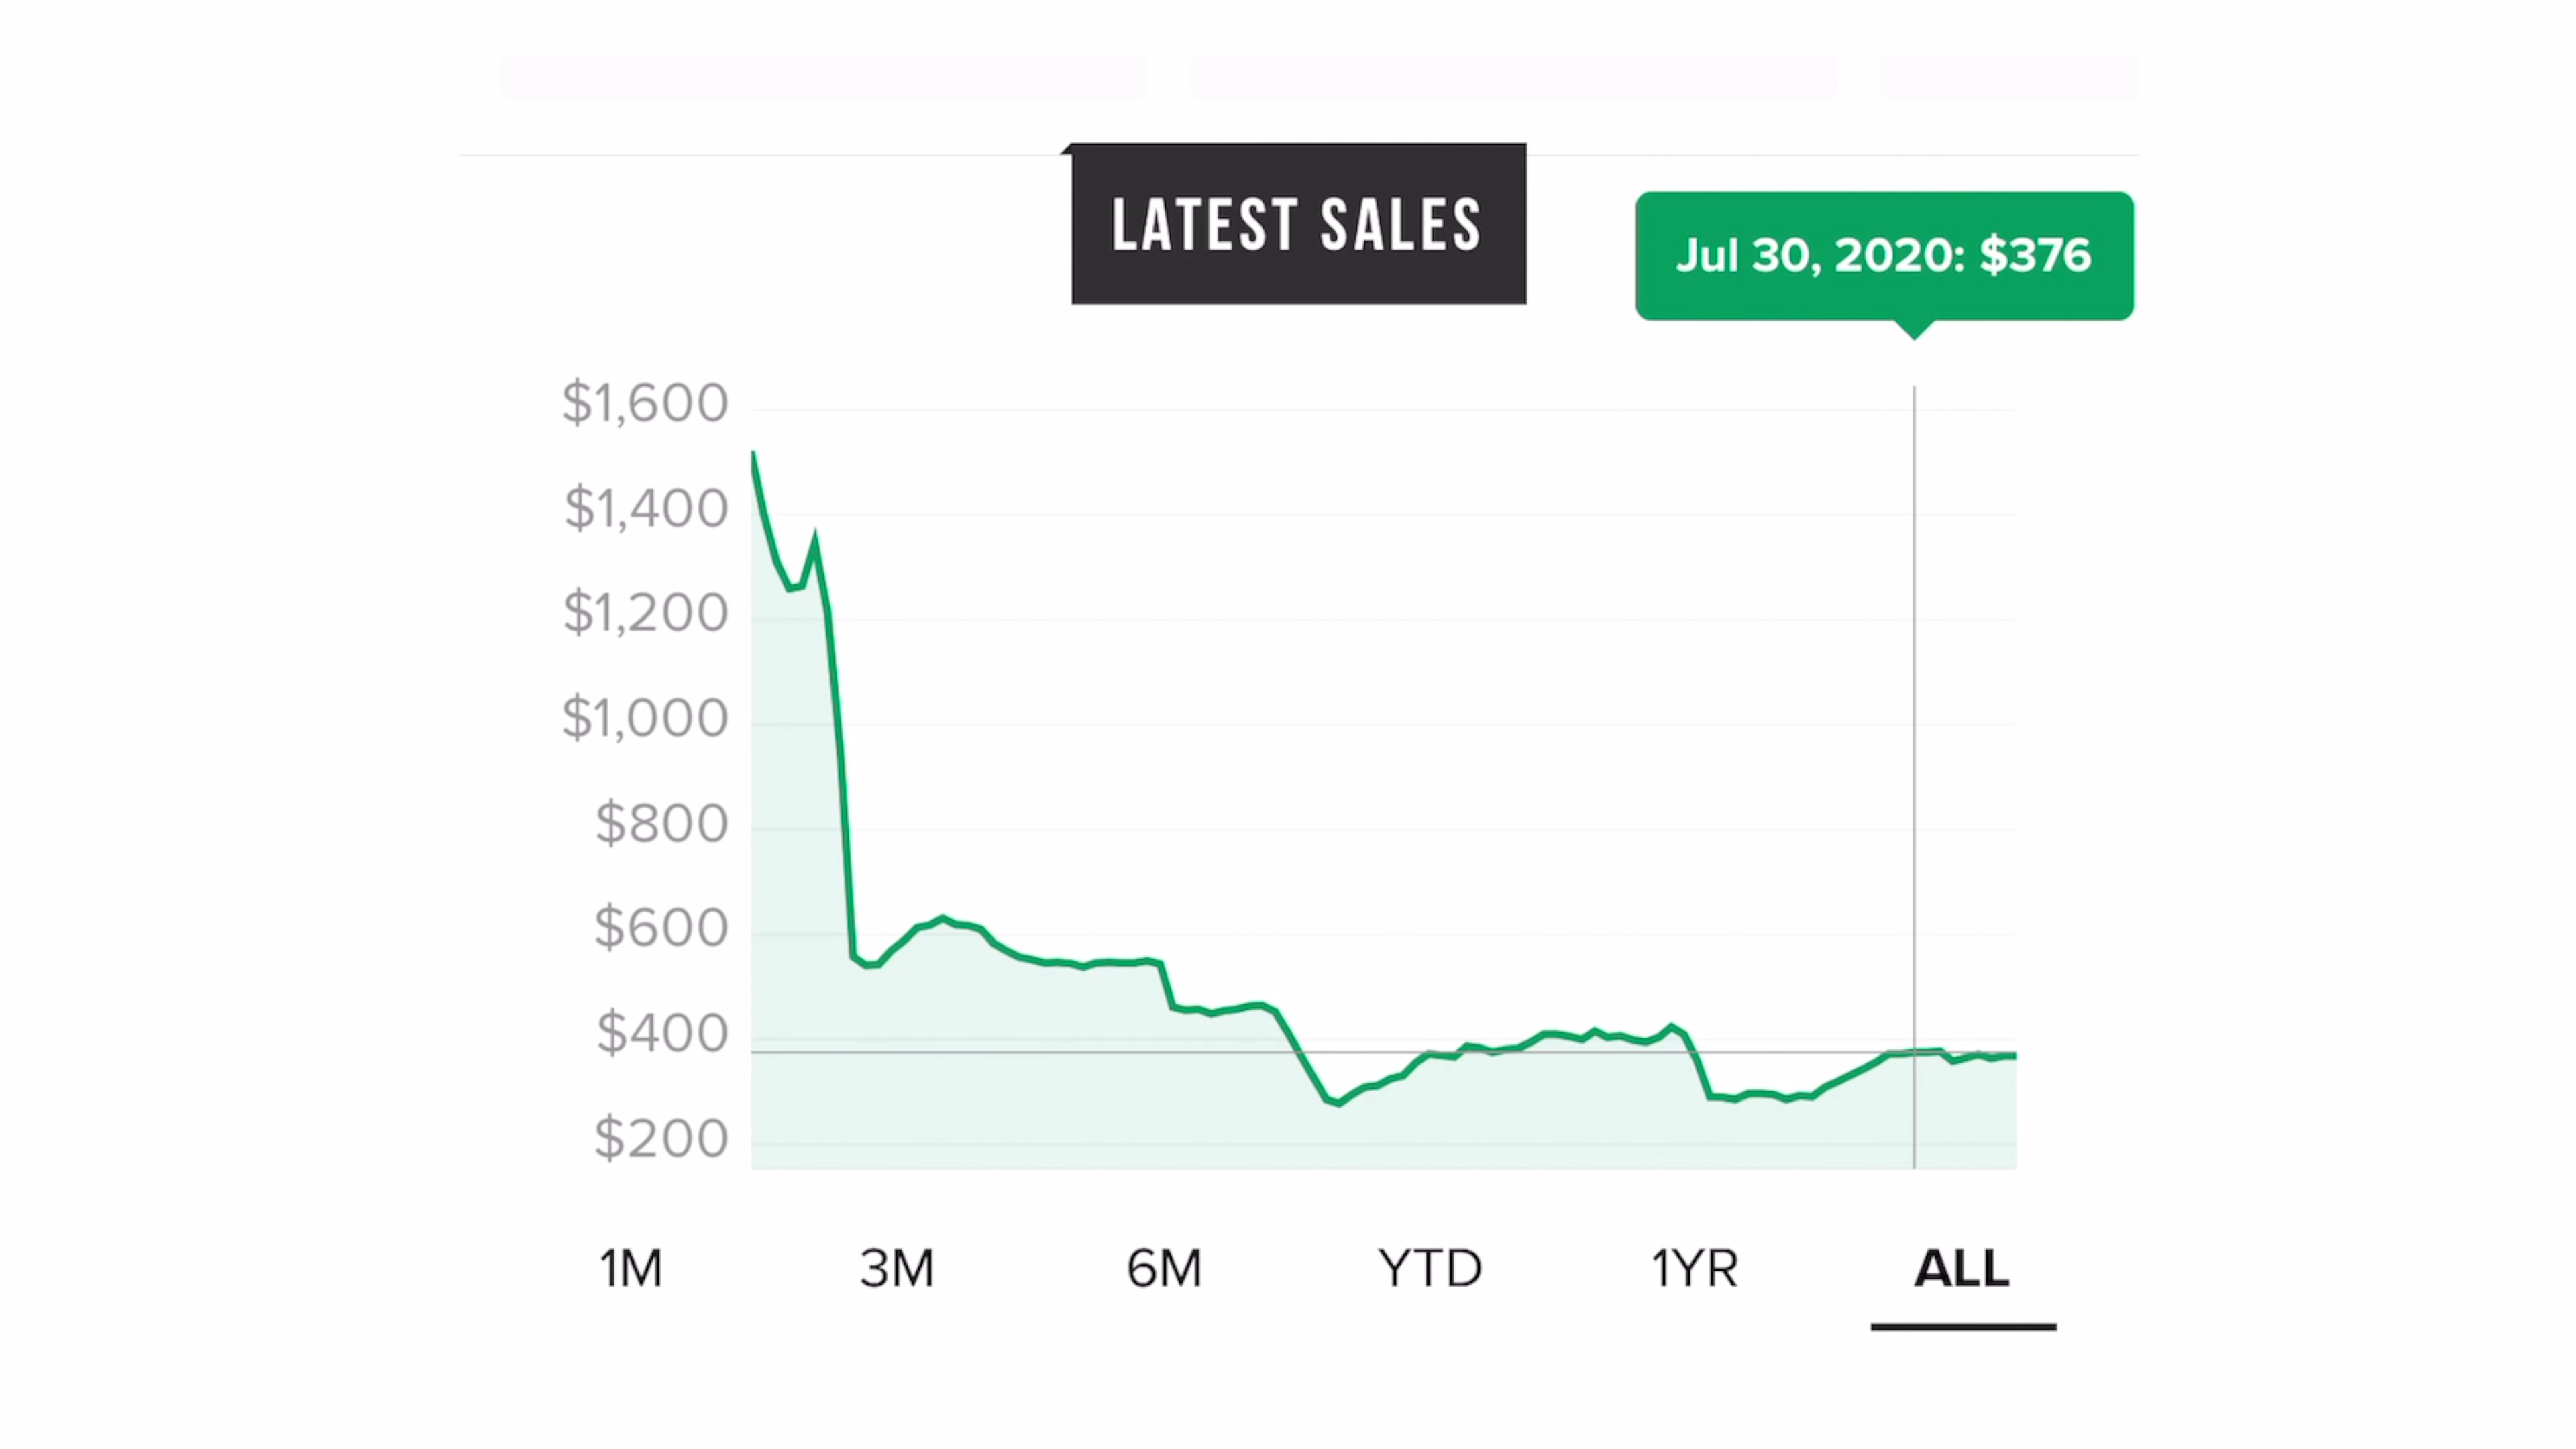 LATEST SALES
Jul 30, 2020: $376
$1,600
$1,400
$1,200
$1,000
$800
$600
$400
$200
1M 3M 6M YTD 1YR ALL